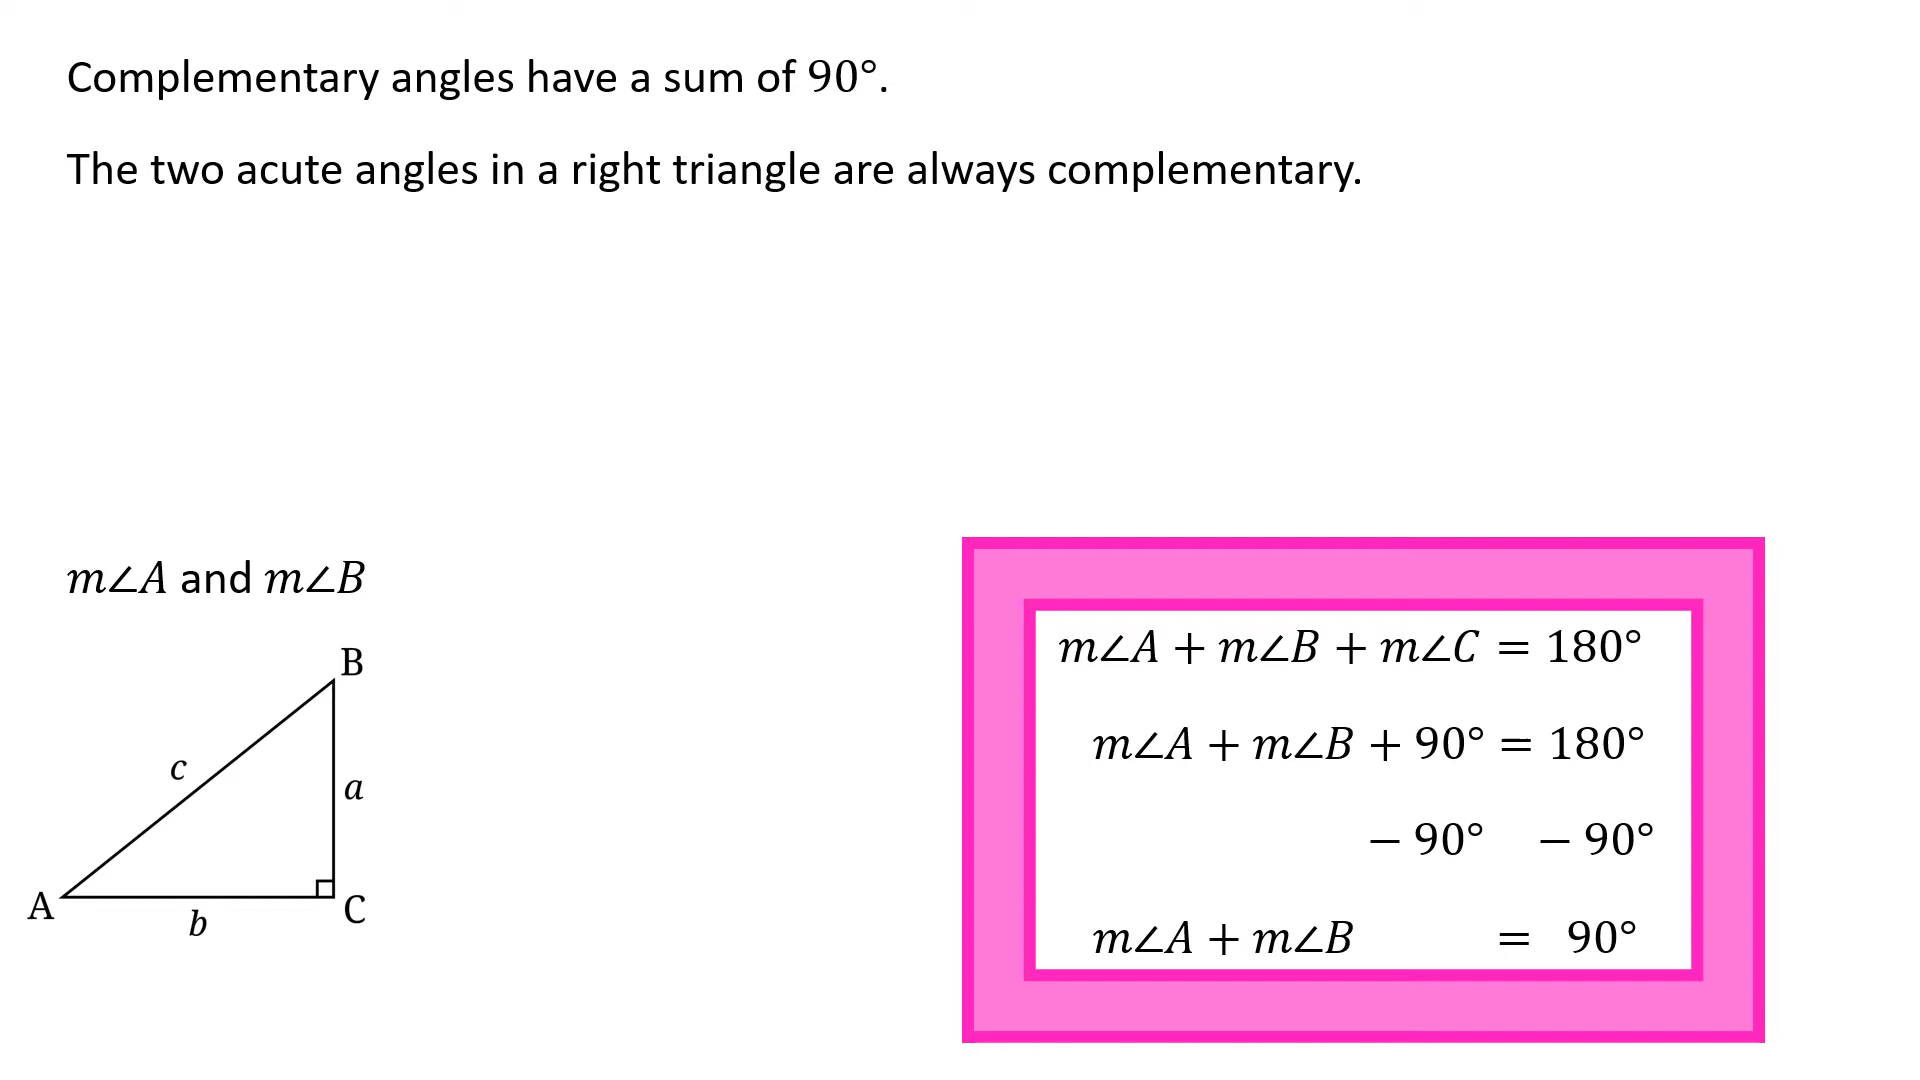 Complementary angles have a sum of 90°.
The two acute angles in a right triangle are always complementary.
m∠A and m∠B
B
c
a
A
b
C
m∠A + m∠B + m∠C = 180°
m∠A + m∠B + 90° = 180°
− 90° − 90°
m∠A + m∠B = 90°